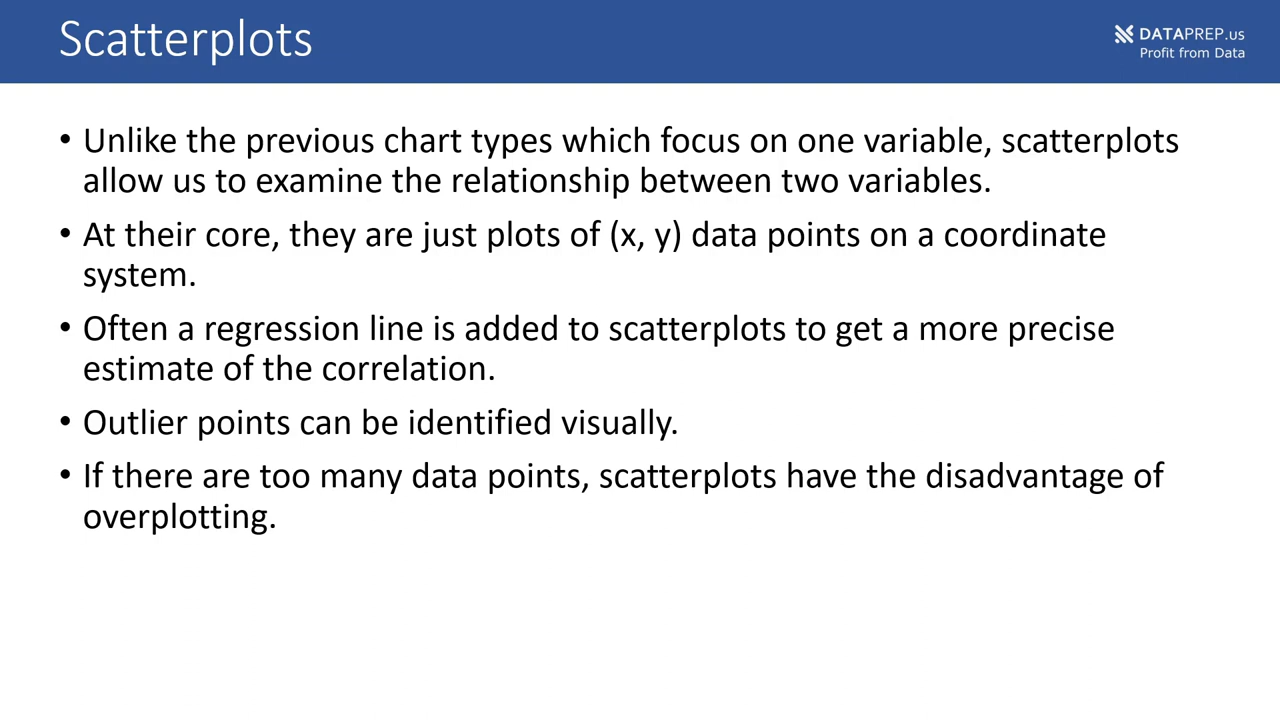 Scatterplots
DATAPREP.us
Profit from Data
• Unlike the previous chart types which focus on one variable, scatterplots
allow us to examine the relationship between two variables.
• At their core, they are just plots of (x, y) data points on a coordinate
system.
• Often a regression line is added to scatterplots to get a more precise
estimate of the correlation.
• Outlier points can be identified visually.
• If there are too many data points, scatterplots have the disadvantage of
overplotting.